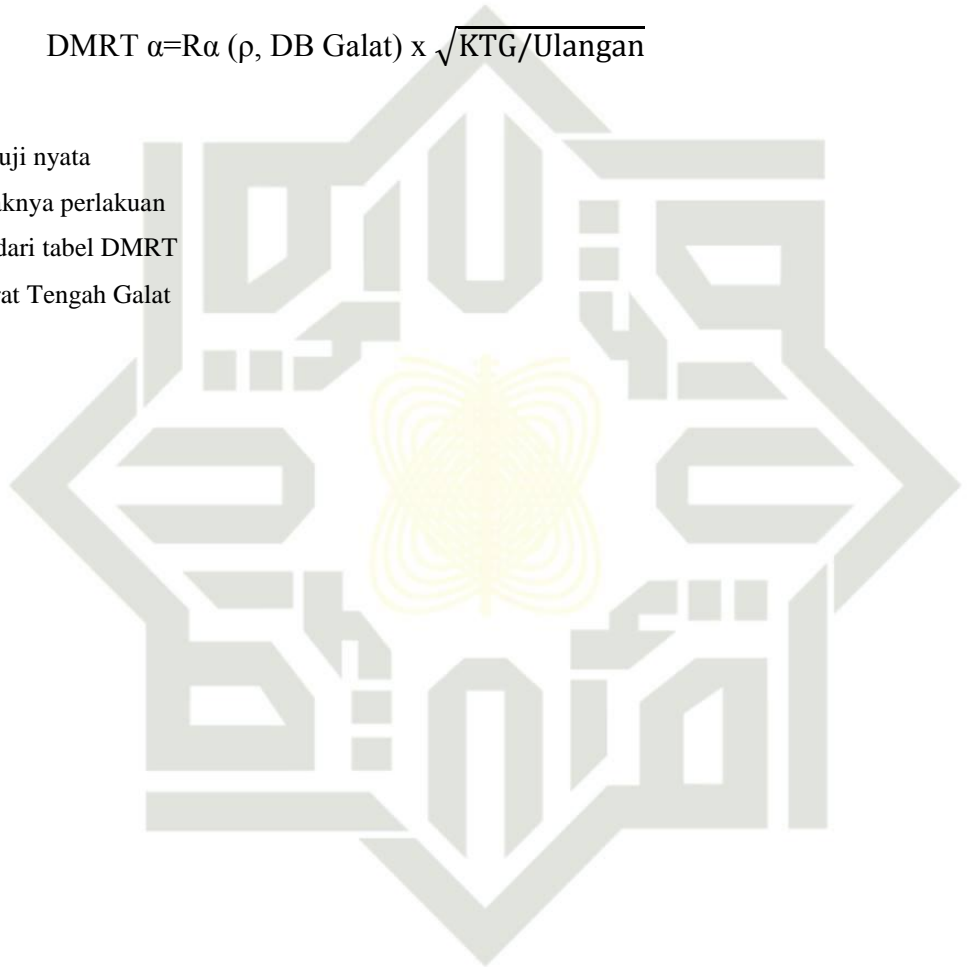 DMRT α=Rα (ρ, DB Galat) x √KTG/Ulangan
uji nyata
aknya perlakuan
dari tabel DMRT
rat Tengah Galat